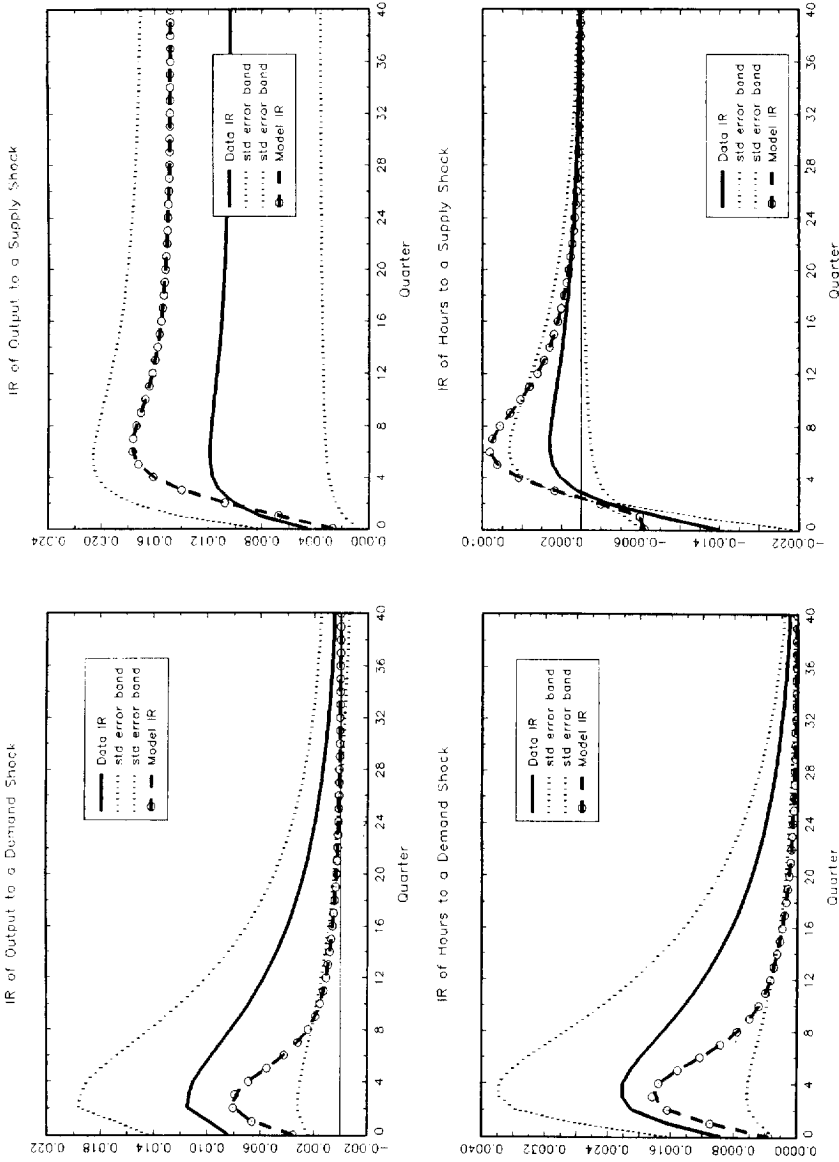 IR of Output to a Demand Shock
0.022
0.018
0.014
0.010
0.006
0.002
-0.002
Data IR
std error band
std error band
Model IR
0 4 8 12 16 20 24 28 32 36 40
Quarter
IR of Output to a Supply Shock
0.024
0.020
0.016
0.012
0.008
0.004
0.000
Data IR
std error band
std error band
Model IR
0 4 8 12 16 20 24 28 32 36 40
Quarter
IR of Hours to a Demand Shock
0.0040
0.0032
0.0024
0.0016
0.0008
0.0000
Data IR
std error band
std error band
Model IR
0 4 8 12 16 20 24 28 32 36 40
Quarter
IR of Hours to a Supply Shock
0.0010
0.0002
-0.0006
-0.0014
-0.0022
Data IR
std error band
std error band
Model IR
0 4 8 12 16 20 24 28 32 36 40
Quarter